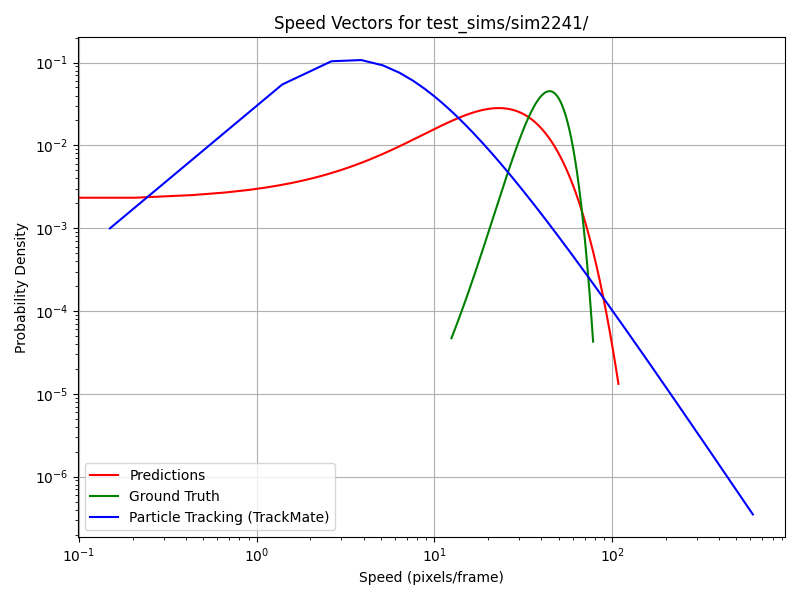 Speed Vectors for test_sims/sim2241/
Probability Density
10⁻¹
10⁻²
10⁻³
10⁻⁴
10⁻⁵
10⁻⁶
Predictions
Ground Truth
Particle Tracking (TrackMate)
10⁻¹ 10⁰ 10¹ 10²
Speed (pixels/frame)